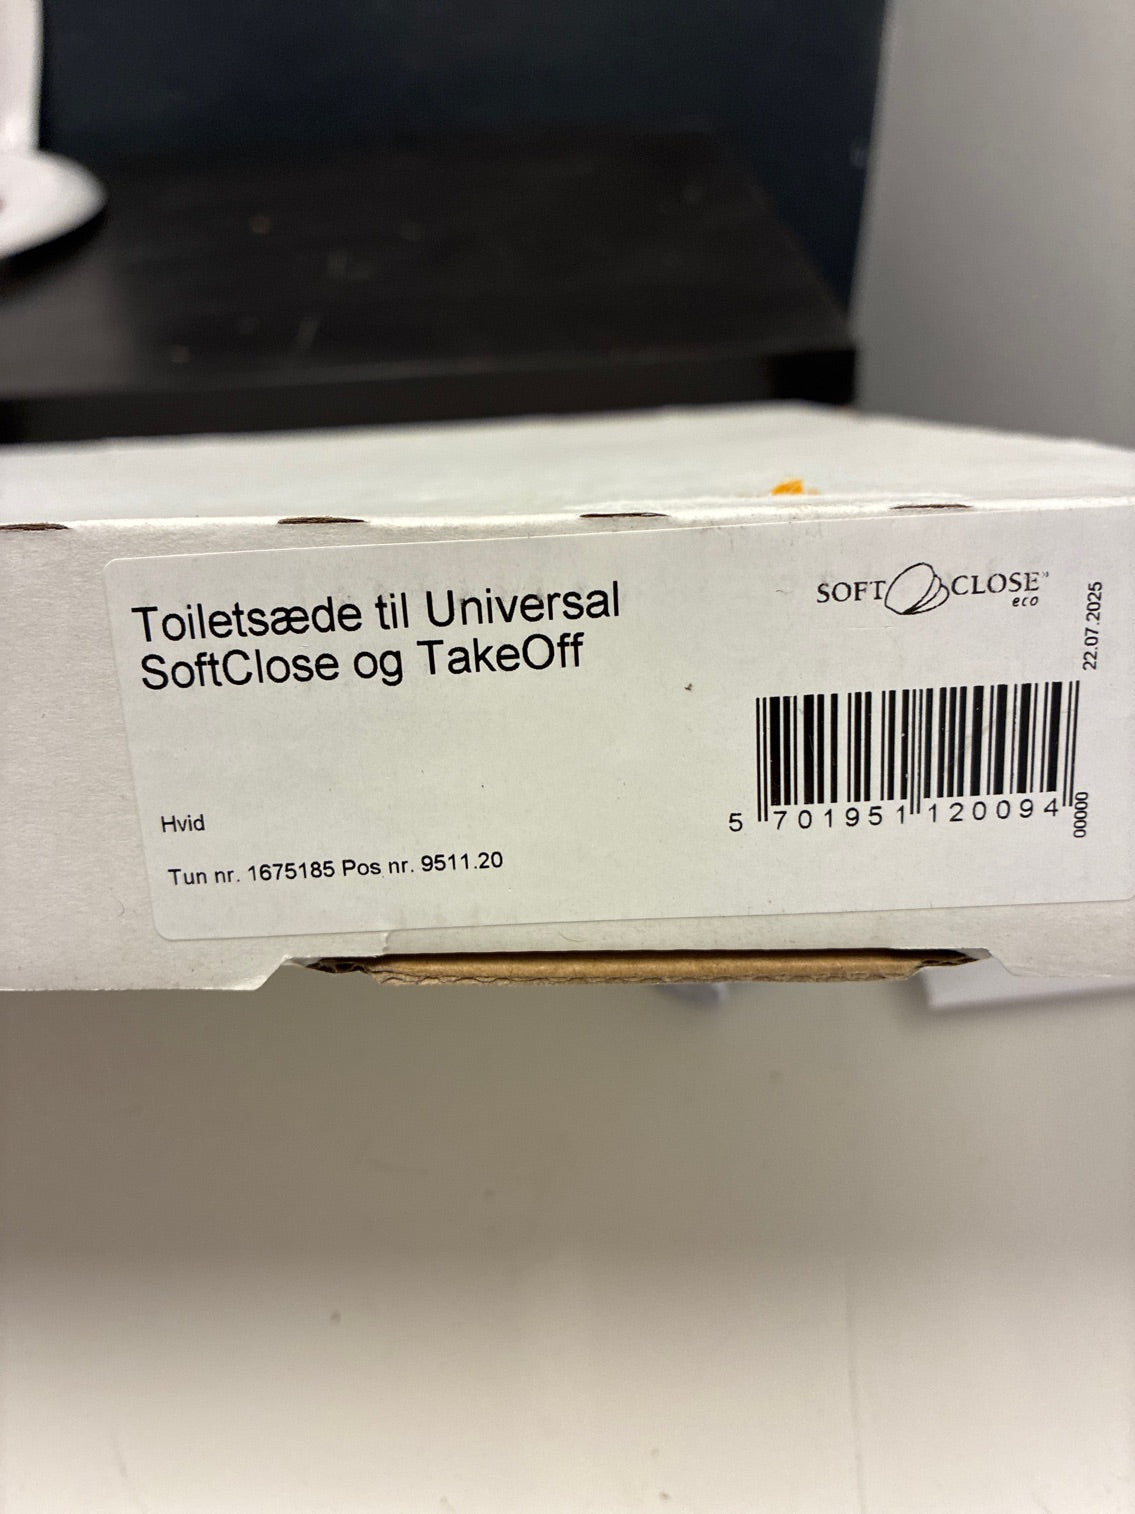 Toiletsæde til Universal
SoftClose og TakeOff
SOFT CLOSE
eco
22.07.2025
Hvid
Tun nr. 1675185 Pos nr. 9511.20
5 701951 120094
00000